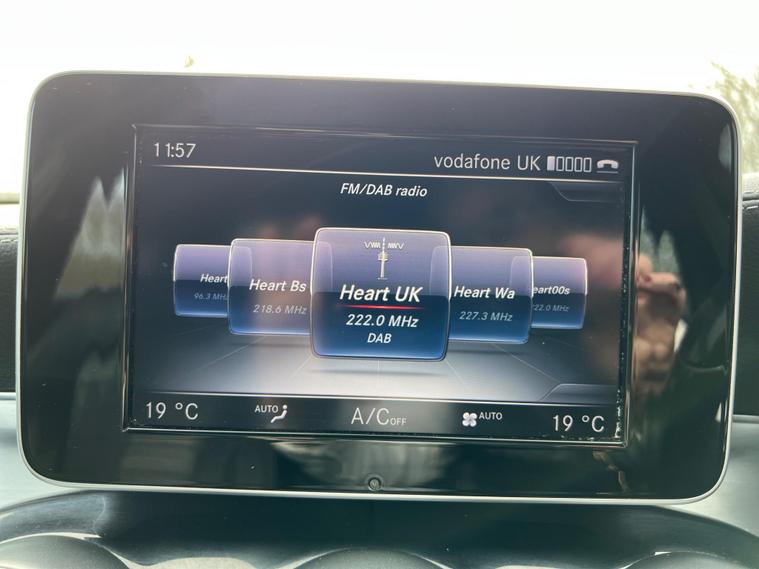 11:57
vodafone UK
FM/DAB radio
Heart
96.3 MHz
Heart Bs
218.6 MHz
Heart UK
222.0 MHz
DAB
Heart Wa
227.3 MHz
eart00s
22.0 MHz
19 °C
AUTO
A/C OFF
AUTO
19 °C